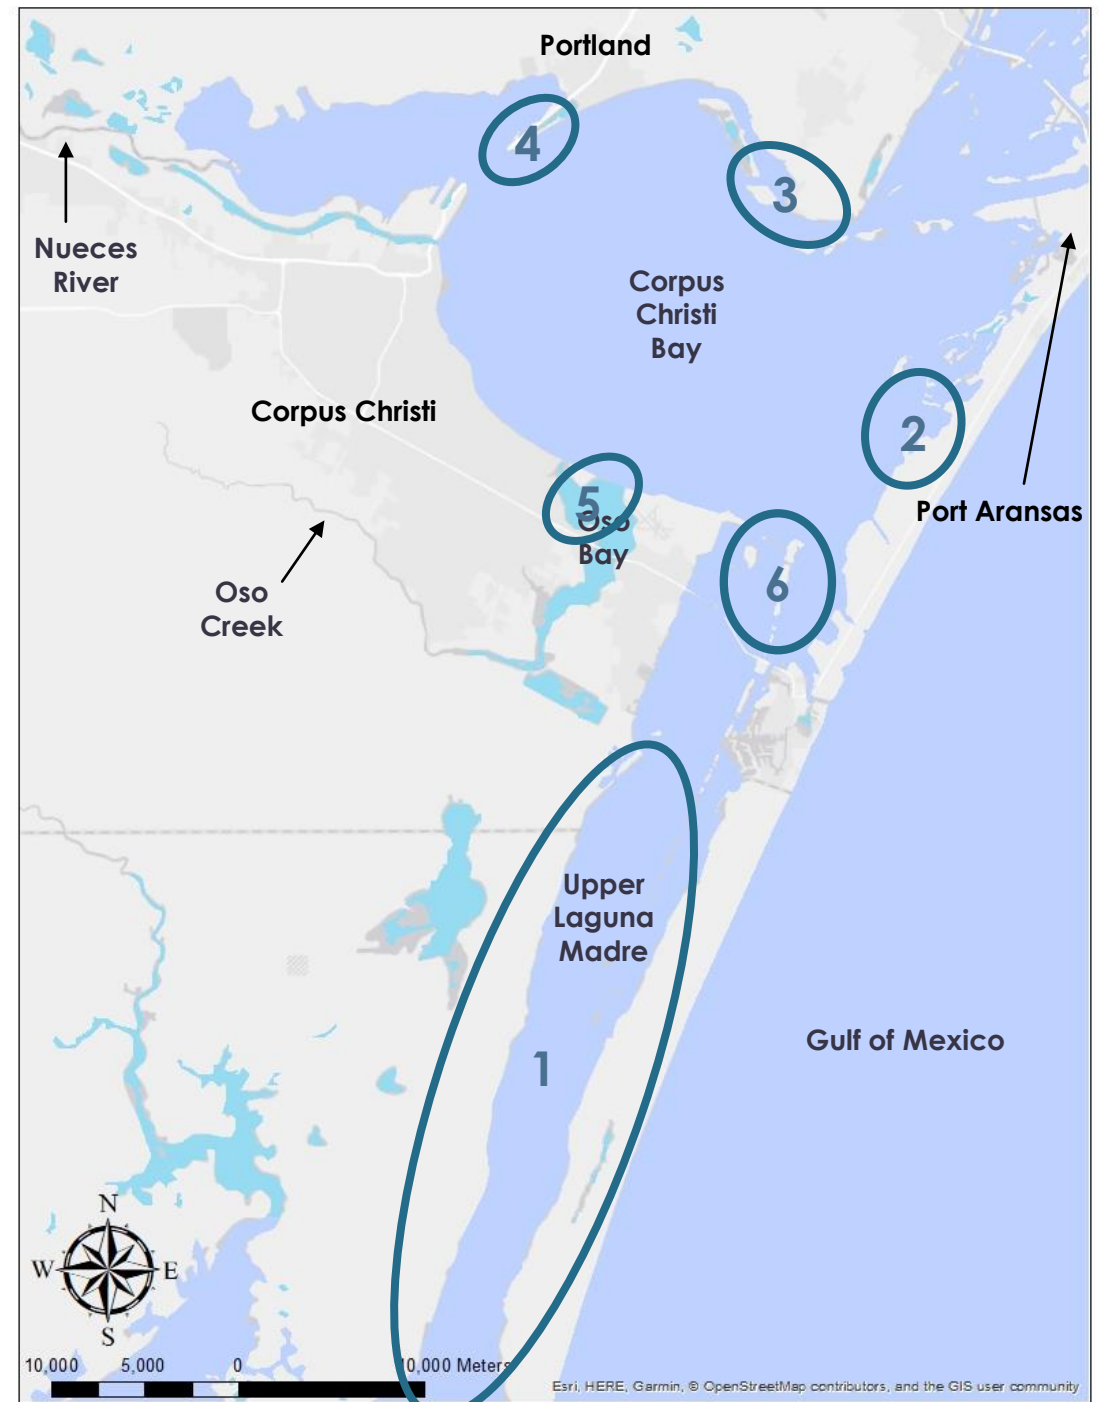 Portland
4
3
Nueces
River
Corpus
Christi
Bay
Corpus Christi
2
5
Oso
Bay
Port Aransas
6
Oso
Creek
Upper
Laguna
Madre
Gulf of Mexico
1
N
W E
S
10,000 5,000 0 10,000 Meters
Esri, HERE, Garmin, © OpenStreetMap contributors, and the GIS user community